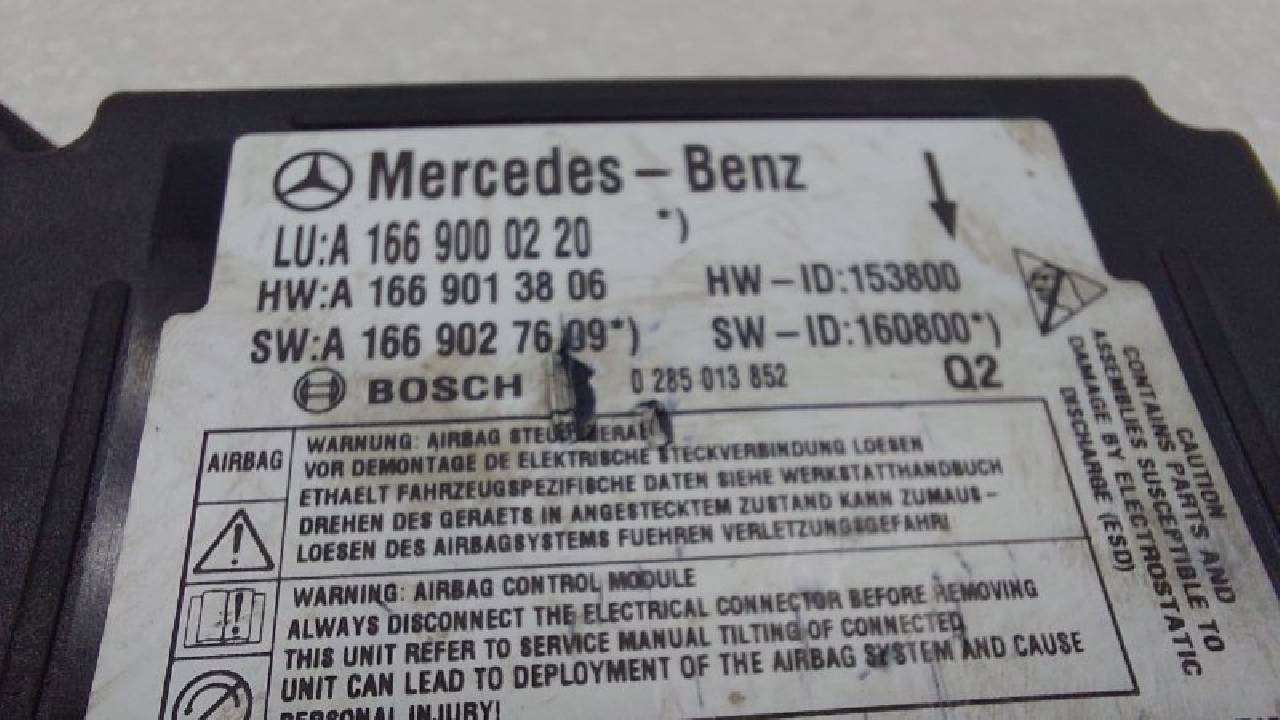 Mercedes-Benz
LU:A 166 900 02 20 *)
HW:A 166 901 38 06 HW-ID:153800
SW:A 166 902 76 09*) SW-ID:160800*)
BOSCH 0 285 013 852 Q2
AIRBAG
WARNUNG: AIRBAG
VOR DEMONTAGE DE ELEKTRISCHE STECKVERBINDUNG LOESEN
ETHAELT FAHRZEUGSPEZIFISCHE DATEN SIEHE WERKSTATTHANDBUCH
DREHEN DES GERAETS IN ANGESTECKTEM ZUSTAND KANN ZUMAUS-
LOESEN DES AIRBAGSYSTEMS FUEHREN VERLETZUNGSGEFAHR!
WARNING: AIRBAG CONTROL MODULE
ALWAYS DISCONNECT THE ELECTRICAL CONNECTOR BEFORE REMOVING
THIS UNIT REFER TO SERVICE MANUAL TILTING OF CONNECTED
UNIT CAN LEAD TO DEPLOYMENT OF THE AIRBAG SYSTEM AND CAUSE
PERSONAL INJURY!
CAUTION
CONTAINS PARTS AND
ASSEMBLIES SUSCEPTIBLE TO
DAMAGE BY ELECTROSTATIC
DISCHARGE (ESD)